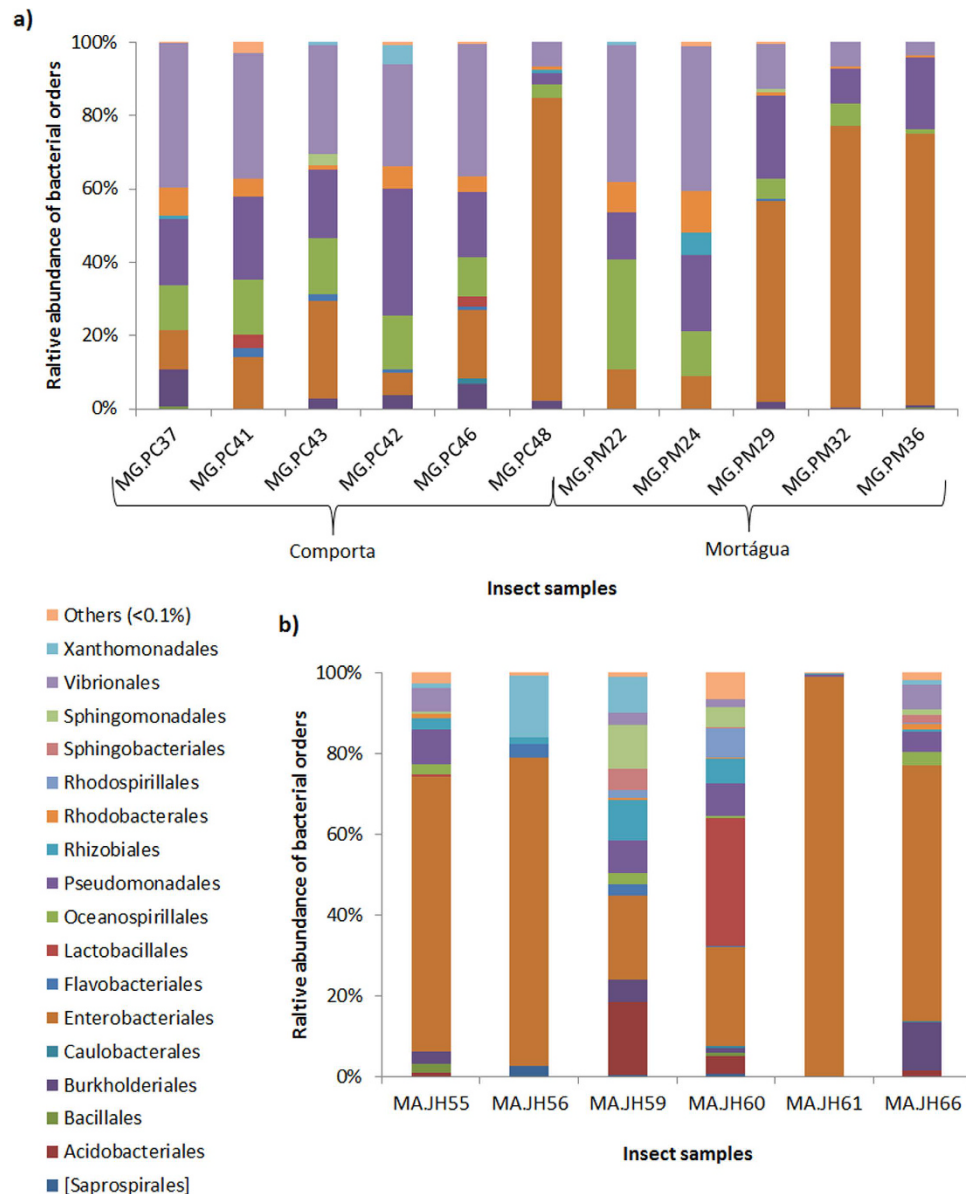 a)
Raltive abundance of bacterial orders
100%
80%
60%
40%
20%
0%
MG.PC37
MG.PC41
MG.PC43
MG.PC42
MG.PC46
MG.PC48
MG.PM22
MG.PM24
MG.PM29
MG.PM32
MG.PM36
Comporta
Mortágua
Insect samples
Others (<0.1%)
Xanthomonadales
Vibrionales
Sphingomonadales
Sphingobacteriales
Rhodospirillales
Rhodobacterales
Rhizobiales
Pseudomonadales
Oceanospirillales
Lactobacillales
Flavobacteriales
Enterobacteriales
Caulobacterales
Burkholderiales
Bacillales
Acidobacteriales
[Saprospirales]
b)
Raltive abundance of bacterial orders
100%
80%
60%
40%
20%
0%
MA.JH55
MA.JH56
MA.JH59
MA.JH60
MA.JH61
MA.JH66
Insect samples